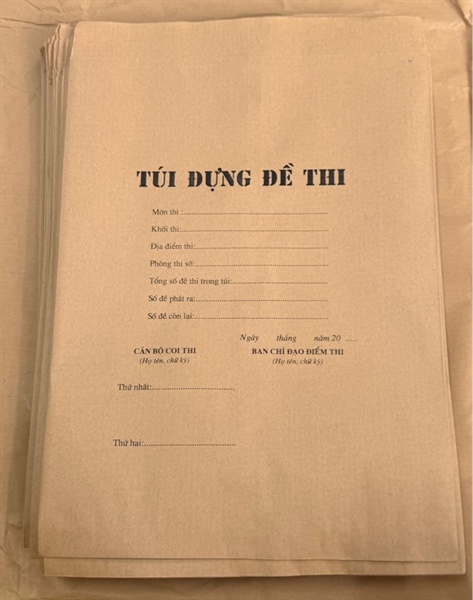 TÚI ĐỰNG ĐỀ THI
Môn thi:
Khối thi:
Địa điểm thi:
Phòng thi số:
Tổng số đề thi trong túi:
Số đề phát ra:
Số đề còn lại:
Ngày tháng năm 20 .....
CÁN BỘ COI THI BAN CHỈ ĐẠO ĐIỂM THI
(Họ tên, chữ ký) (Họ tên, chữ ký)
Thứ nhất:
Thứ hai: